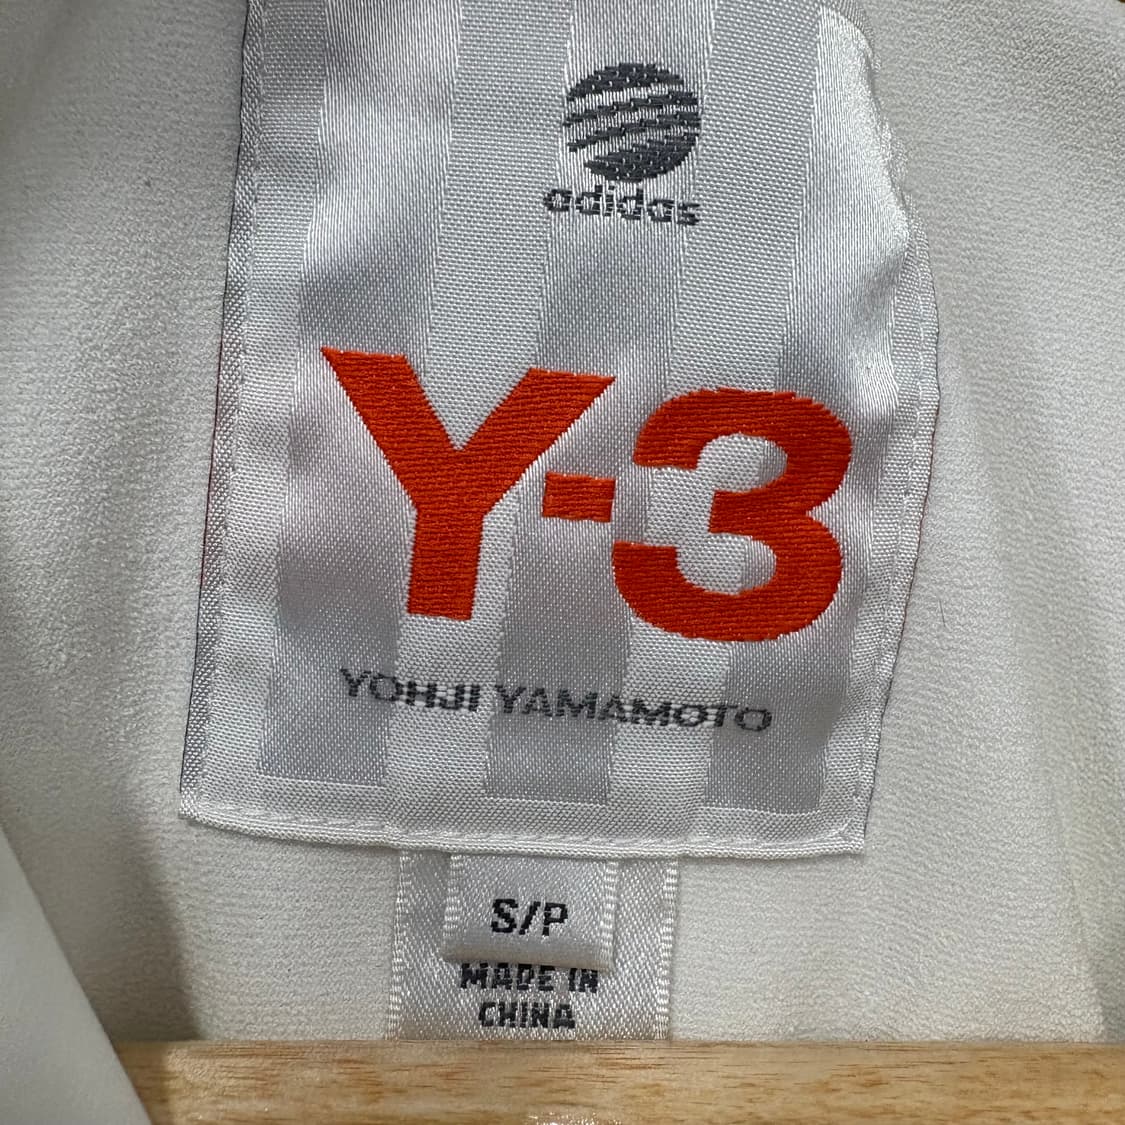 adidas
Y-3
YOHJI YAMAMOTO
S/P
MADE IN
CHINA